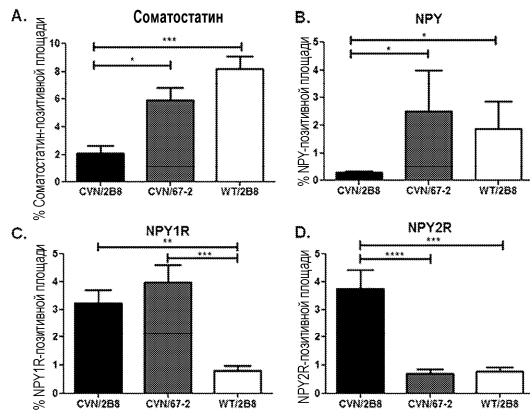 A.
Соматостатин
% Соматостатин-позитивной площади
10
8
6
4
2
0
***
*
CVN/2B8
CVN/67-2
WT/2B8
B.
NPY
% NPY-позитивной площади
5
4
3
2
1
0
*
*
CVN/2B8
CVN/67-2
WT/2B8
C.
NPY1R
% NPY1R-позитивной площади
5
4
3
2
1
0
**
***
CVN/2B8
CVN/67-2
WT/2B8
D.
NPY2R
NPY2R-позитивной площади
5
4
3
2
1
0
***
****
CVN/2B8
CVN/67-2
WT/2B8